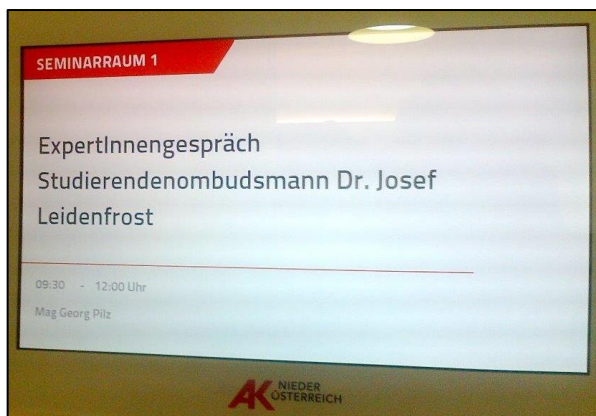 SEMINARRAUM 1
ExpertInnengespräch
Studierendenombudsmann Dr. Josef
Leidenfrost
09:30 - 12:00 Uhr
Mag Georg Pilz
AK NIEDER
ÖSTERREICH